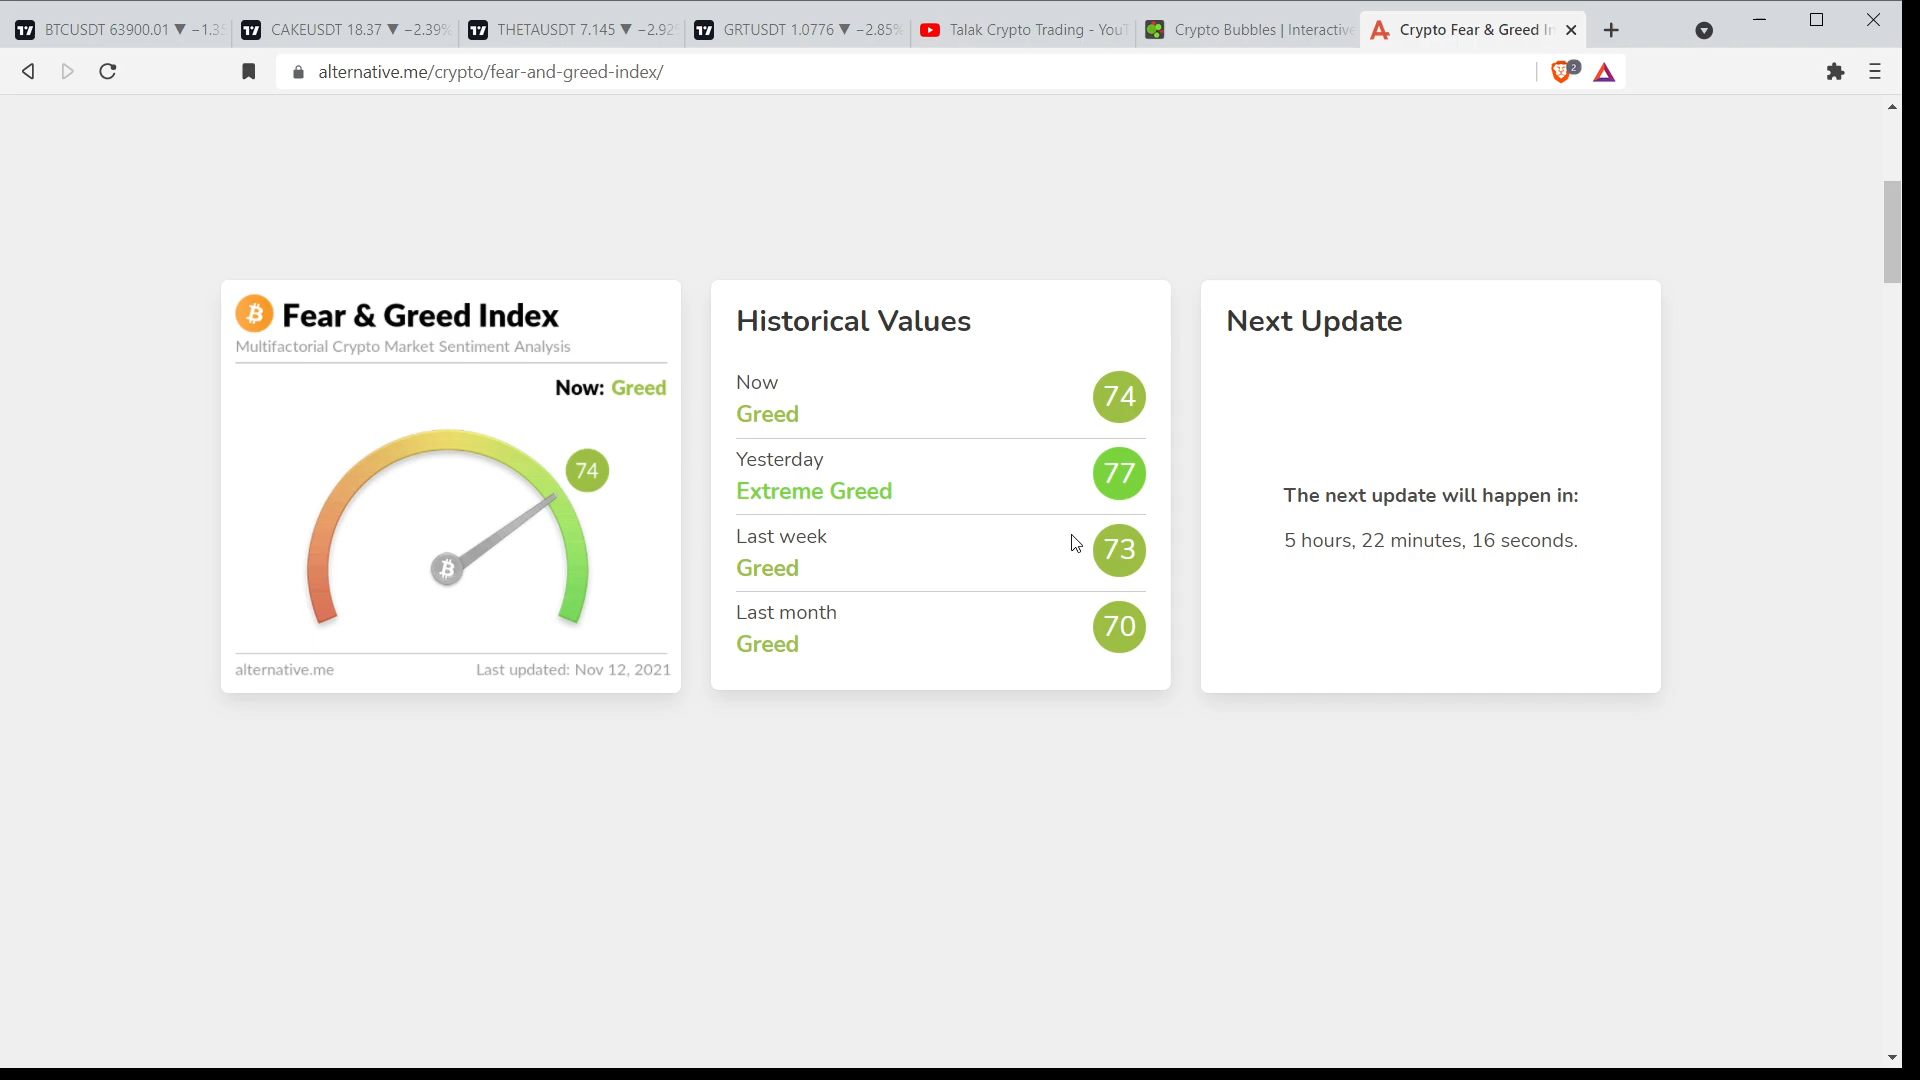 BTCUSDT 63900.01 ▼ −1.3
CAKEUSDT 18.37 ▼ −2.39%
THETAUSDT 7.145 ▼ −2.92
GRTUSDT 1.0776 ▼ −2.85%
Talak Crypto Trading - You
Crypto Bubbles | Interactive
Crypto Fear & Greed
alternative.me/crypto/fear-and-greed-index/
2
Fear & Greed Index
Multifactorial Crypto Market Sentiment Analysis
Now: Greed
74
alternative.me
Last updated: Nov 12, 2021
Historical Values
Now
Greed
74
Yesterday
Extreme Greed
77
Last week
Greed
73
Last month
Greed
70
Next Update
The next update will happen in:
5 hours, 22 minutes, 16 seconds.